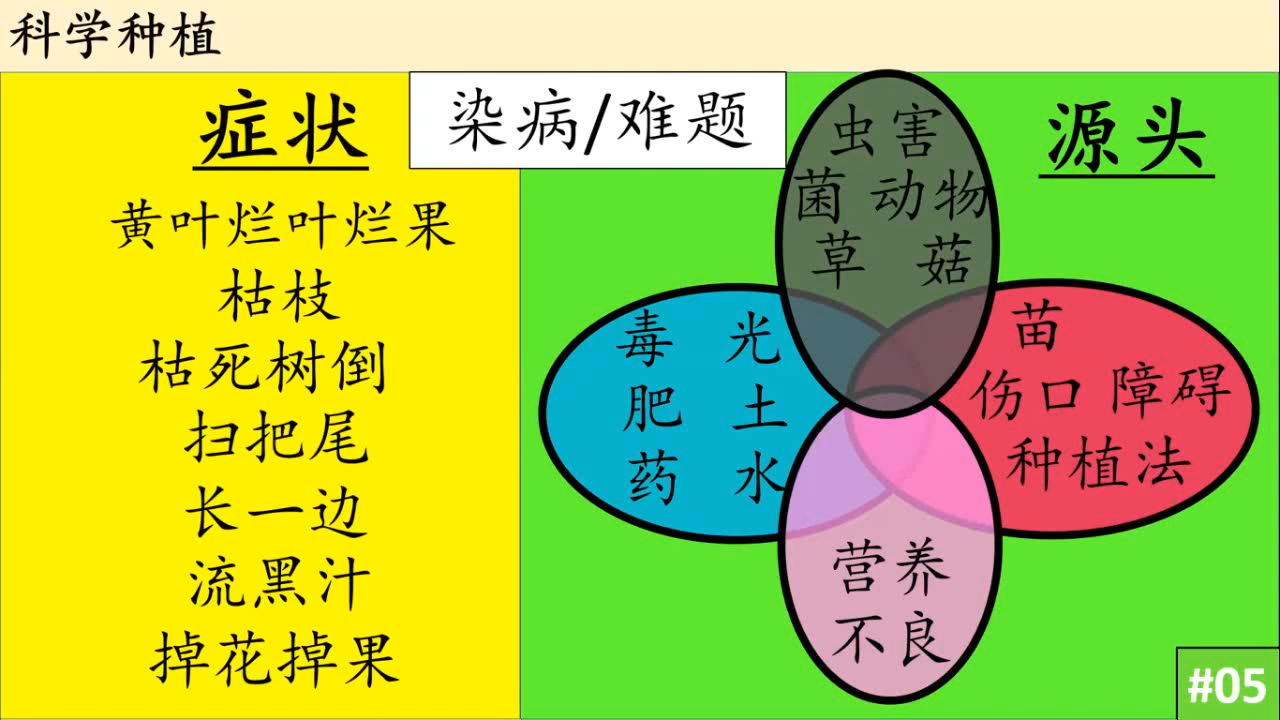 科学种植
染病/难题
症状
黄叶烂叶烂果
枯枝
枯死树倒
扫把尾
长一边
流黑汁
掉花掉果
源头
虫害
菌 动物
草 菇
毒 光
肥 土
药 水
苗
伤口 障碍
种植法
营养
不良
#05